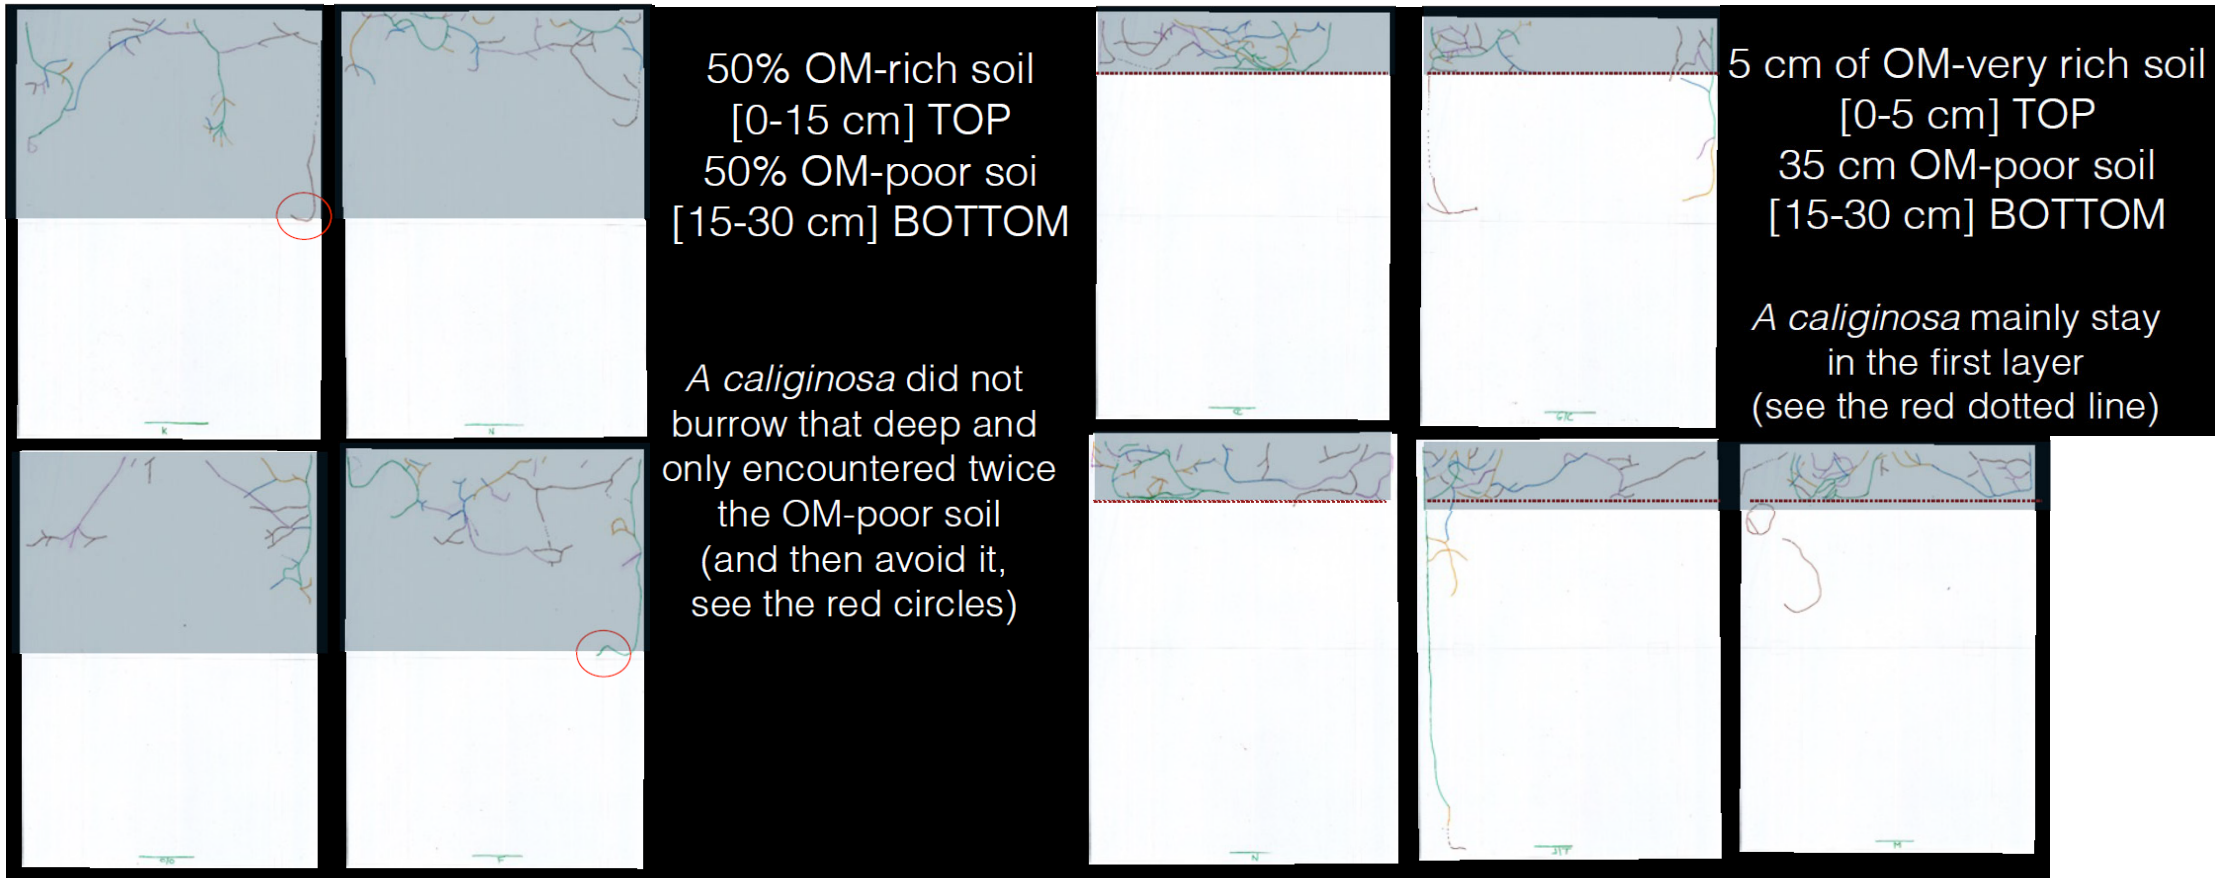 50% OM-rich soil
[0-15 cm] TOP
50% OM-poor soi
[15-30 cm] BOTTOM
A caliginosa did not
burrow that deep and
only encountered twice
the OM-poor soil
(and then avoid it,
see the red circles)
5 cm of OM-very rich soil
[0-5 cm] TOP
35 cm OM-poor soil
[15-30 cm] BOTTOM
A caliginosa mainly stay
in the first layer
(see the red dotted line)
K
F
N
M